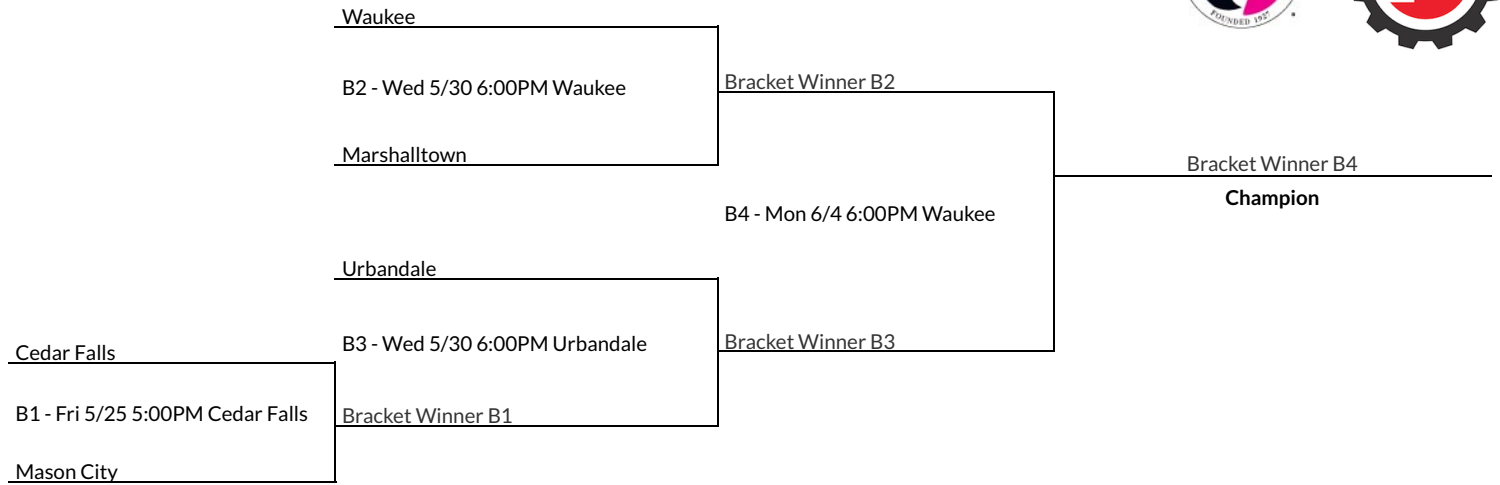 Waukee
FOUNDED 1927
B2 - Wed 5/30 6:00PM Waukee
Bracket Winner B2
Marshalltown
Bracket Winner B4
Champion
B4 - Mon 6/4 6:00PM Waukee
Urbandale
B3 - Wed 5/30 6:00PM Urbandale
Bracket Winner B3
Cedar Falls
B1 - Fri 5/25 5:00PM Cedar Falls
Bracket Winner B1
Mason City